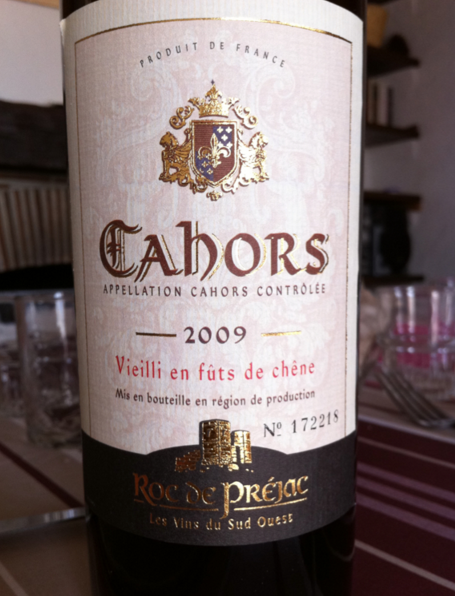 PRODUIT DE FRANCE
CAHORS
APPELLATION CAHORS CONTRÔLÉE
2009
Vieilli en fûts de chêne
Mis en bouteille en région de production
Nº 172218
ROC DE PRÉJAC
Les Vins du Sud Ouest